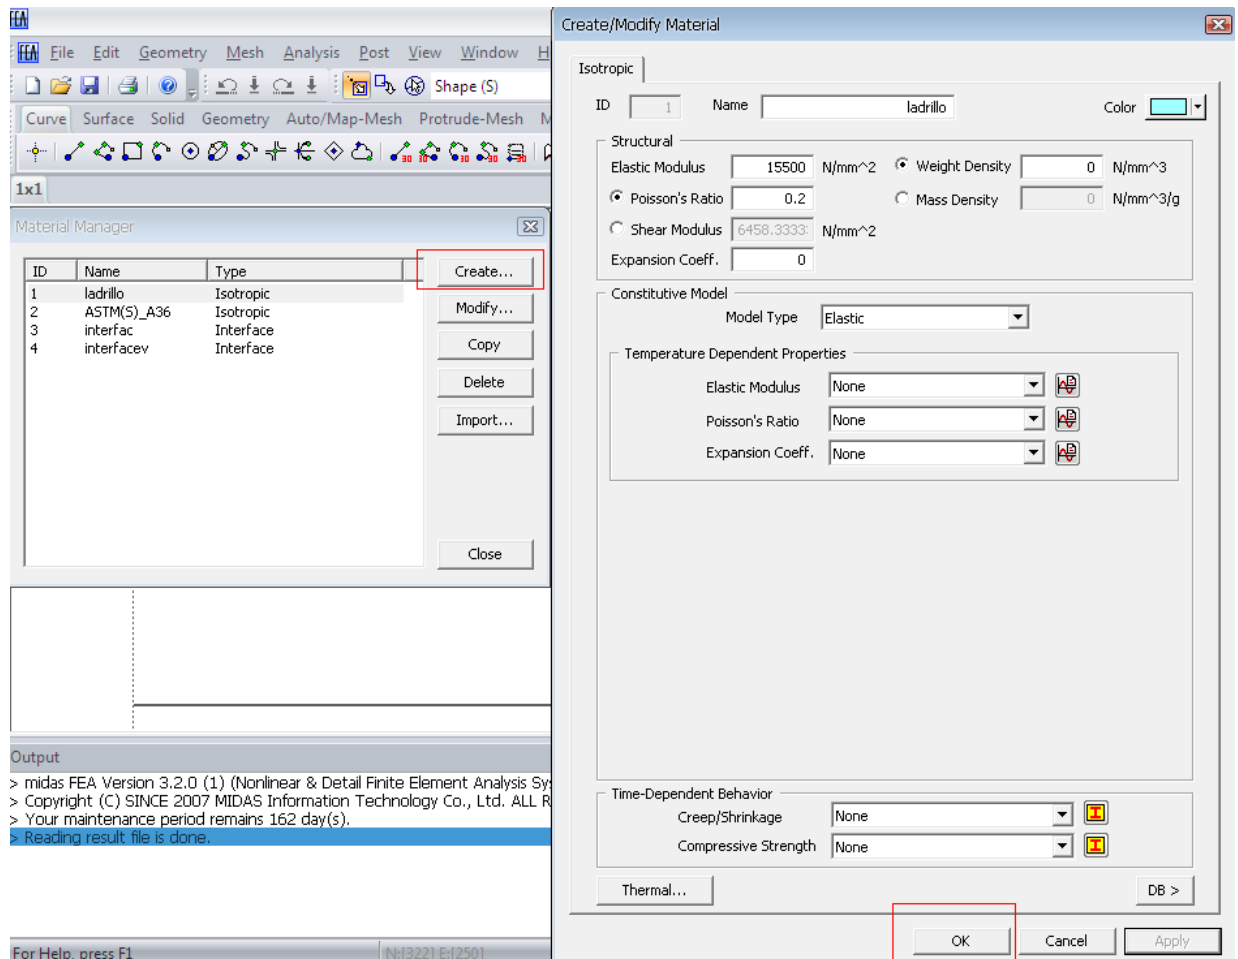 FEA
FEA File Edit Geometry Mesh Analysis Post View Window H
Shape (S)
Curve Surface Solid Geometry Auto/Map-Mesh Protrude-Mesh M
3D 3D 3D 3D 3D
1x1
Material Manager
ID Name Type
1 ladrillo Isotropic
2 ASTM(S)_A36 Isotropic
3 interfac Interface
4 interfacev Interface
Create...
Modify...
Copy
Delete
Import...
Close
Output
> midas FEA Version 3.2.0 (1) (Nonlinear & Detail Finite Element Analysis Sy
> Copyright (C) SINCE 2007 MIDAS Information Technology Co., Ltd. ALL R
> Your maintenance period remains 162 day(s).
> Reading result file is done.
For Help, press F1 N:[322] E:[250]
Create/Modify Material
Isotropic
ID 1 Name ladrillo Color
Structural
Elastic Modulus 15500 N/mm^2 Weight Density 0 N/mm^3
Poisson's Ratio 0.2 Mass Density 0 N/mm^3/g
Shear Modulus 6458.3333 N/mm^2
Expansion Coeff. 0
Constitutive Model
Model Type Elastic
Temperature Dependent Properties
Elastic Modulus None
Poisson's Ratio None
Expansion Coeff. None
Time-Dependent Behavior
Creep/Shrinkage None
Compressive Strength None
Thermal... DB >
OK Cancel Apply